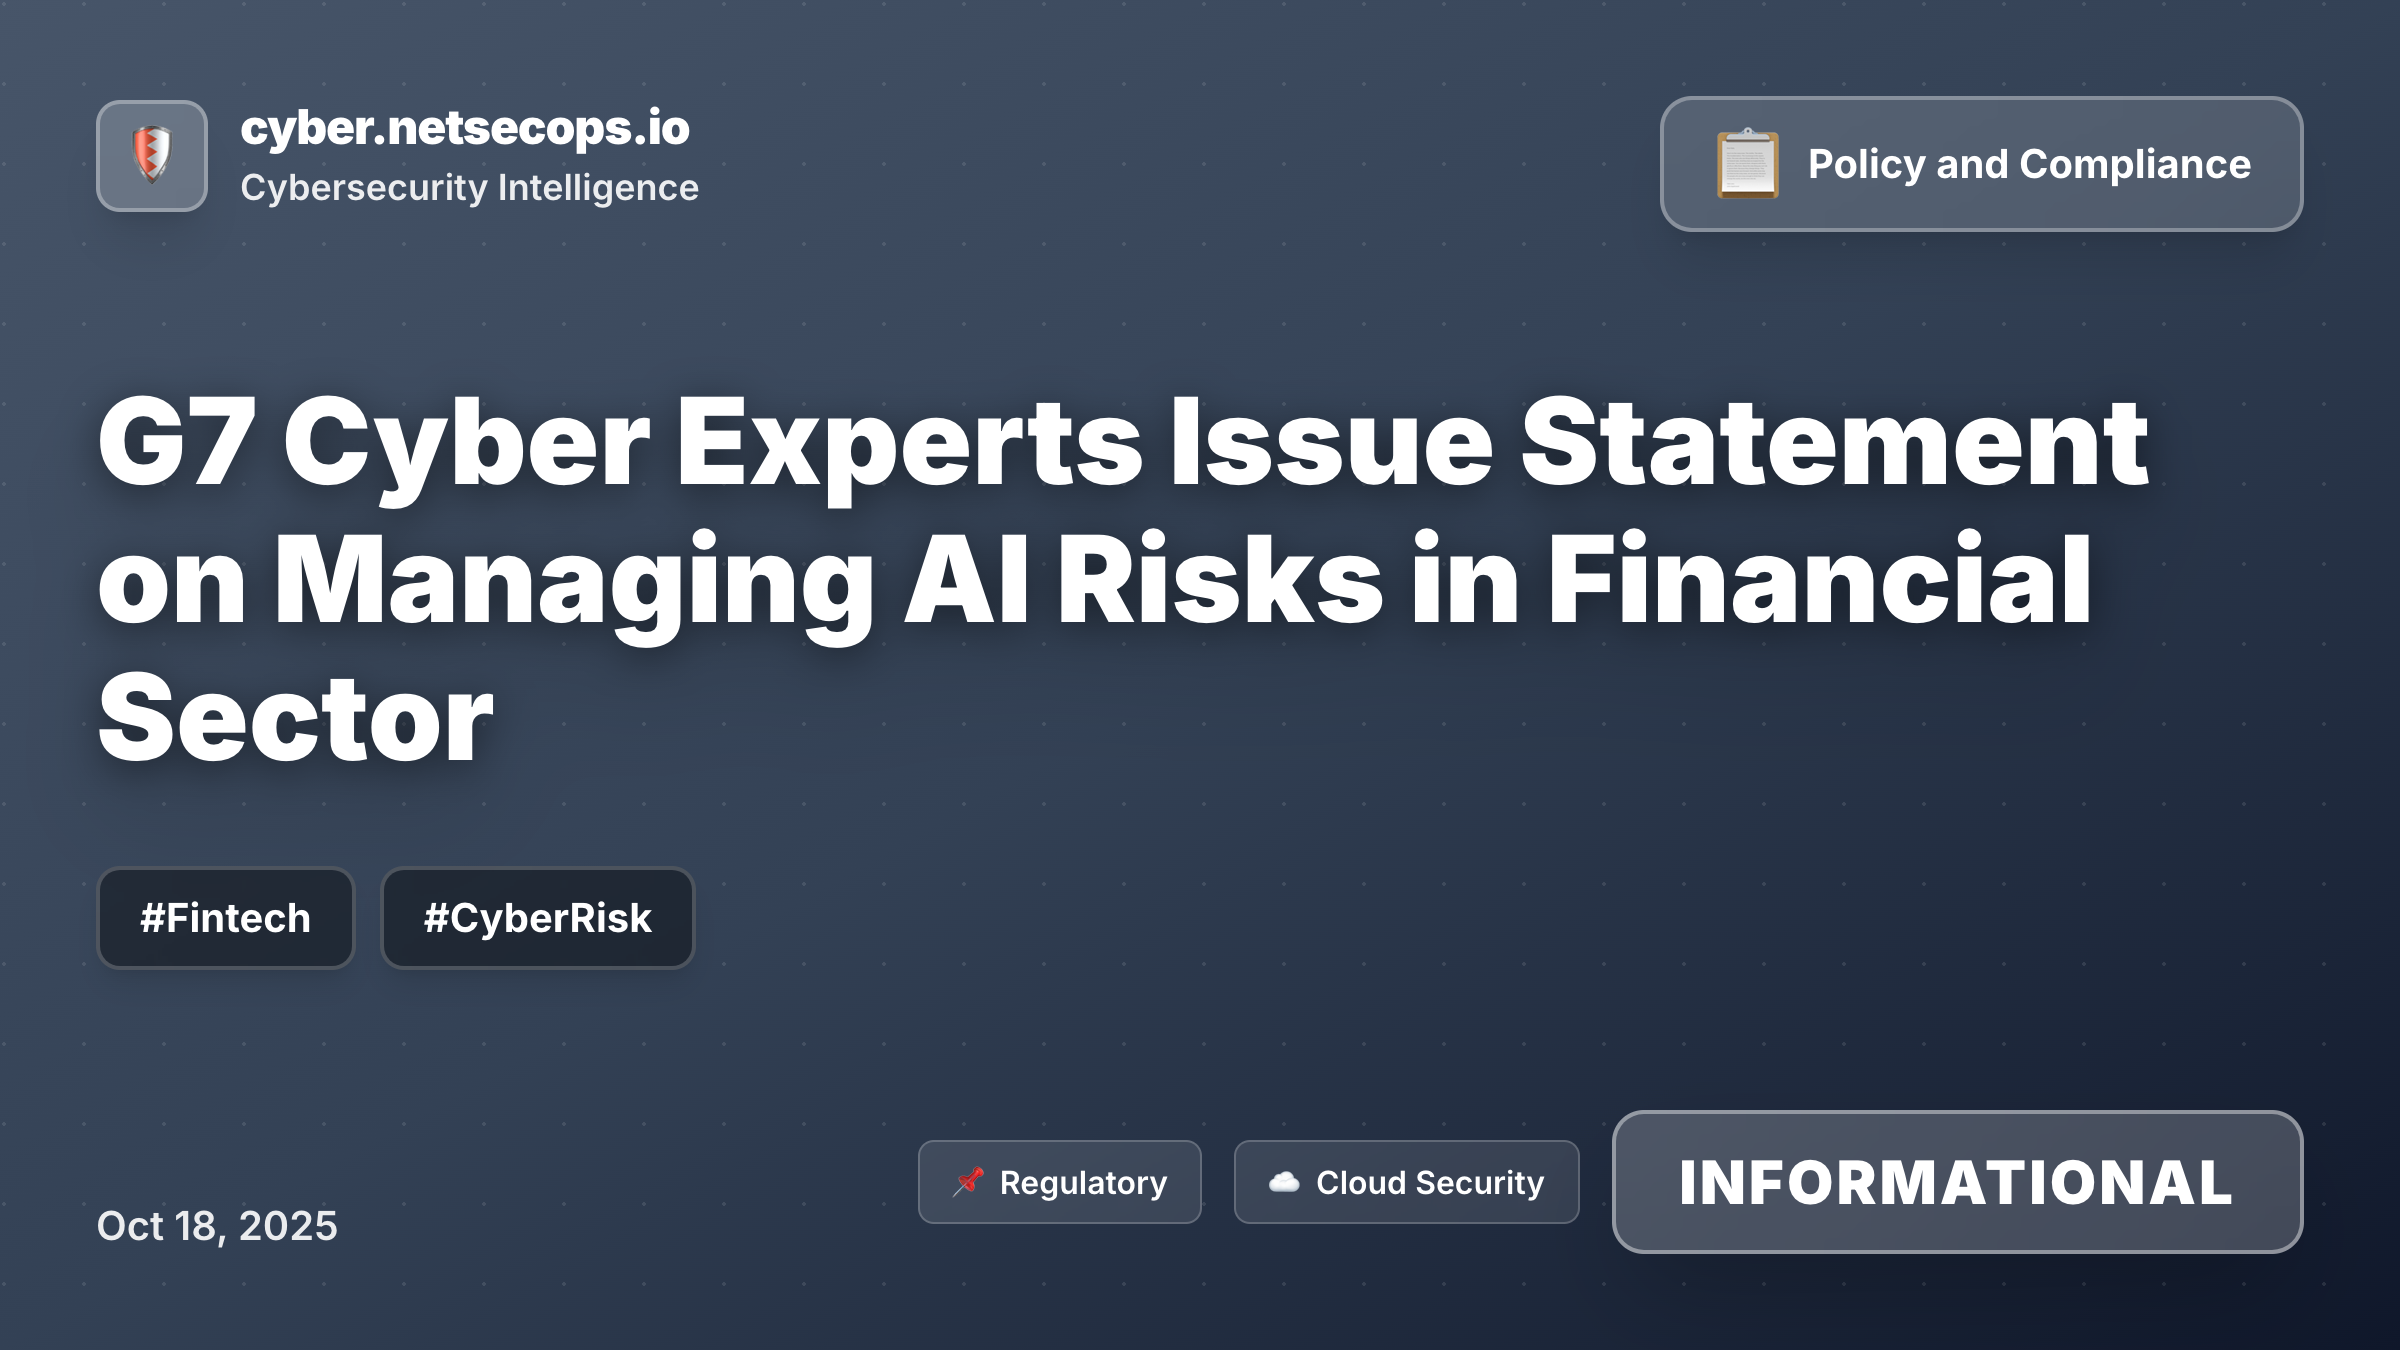 cyber.netsecops.io
Cybersecurity Intelligence
Policy and Compliance
G7 Cyber Experts Issue Statement
on Managing AI Risks in Financial
Sector
#Fintech
#CyberRisk
Oct 18, 2025
Regulatory
Cloud Security
INFORMATIONAL